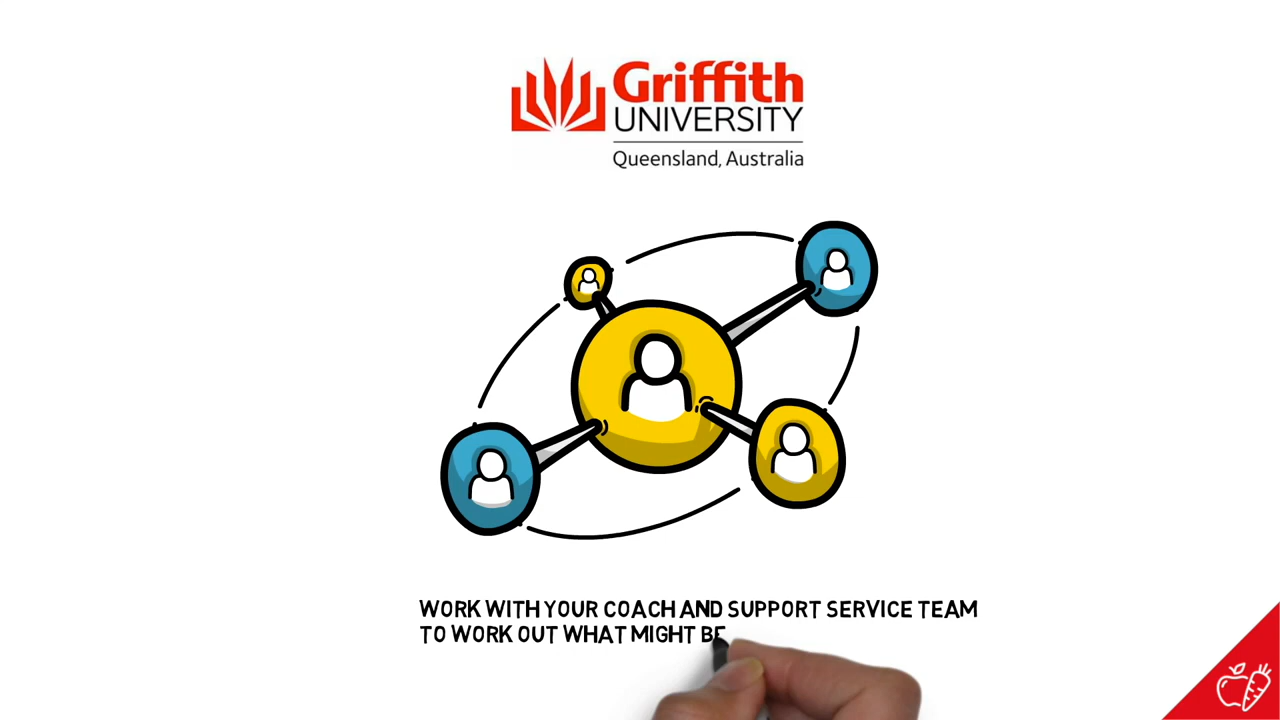 Griffith
UNIVERSITY
Queensland, Australia
WORK WITH YOUR COACH AND SUPPORT SERVICE TEAM
TO WORK OUT WHAT MIGHT BE